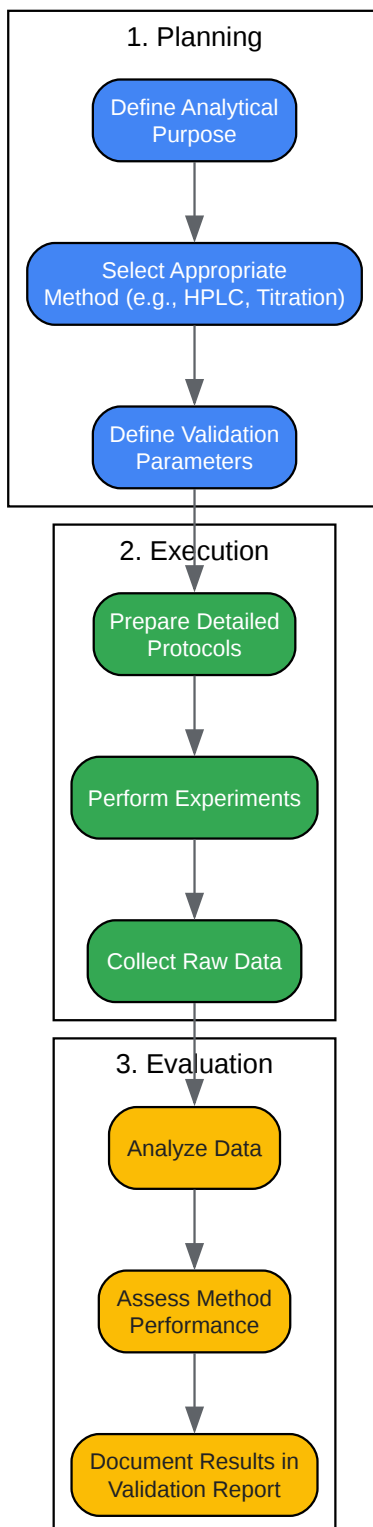 1. Planning
Define Analytical
Purpose
Select Appropriate
Method (e.g., HPLC, Titration)
Define Validation
Parameters
2. Execution
Prepare Detailed
Protocols
Perform Experiments
Collect Raw Data
3. Evaluation
Analyze Data
Assess Method
Performance
Document Results in
Validation Report